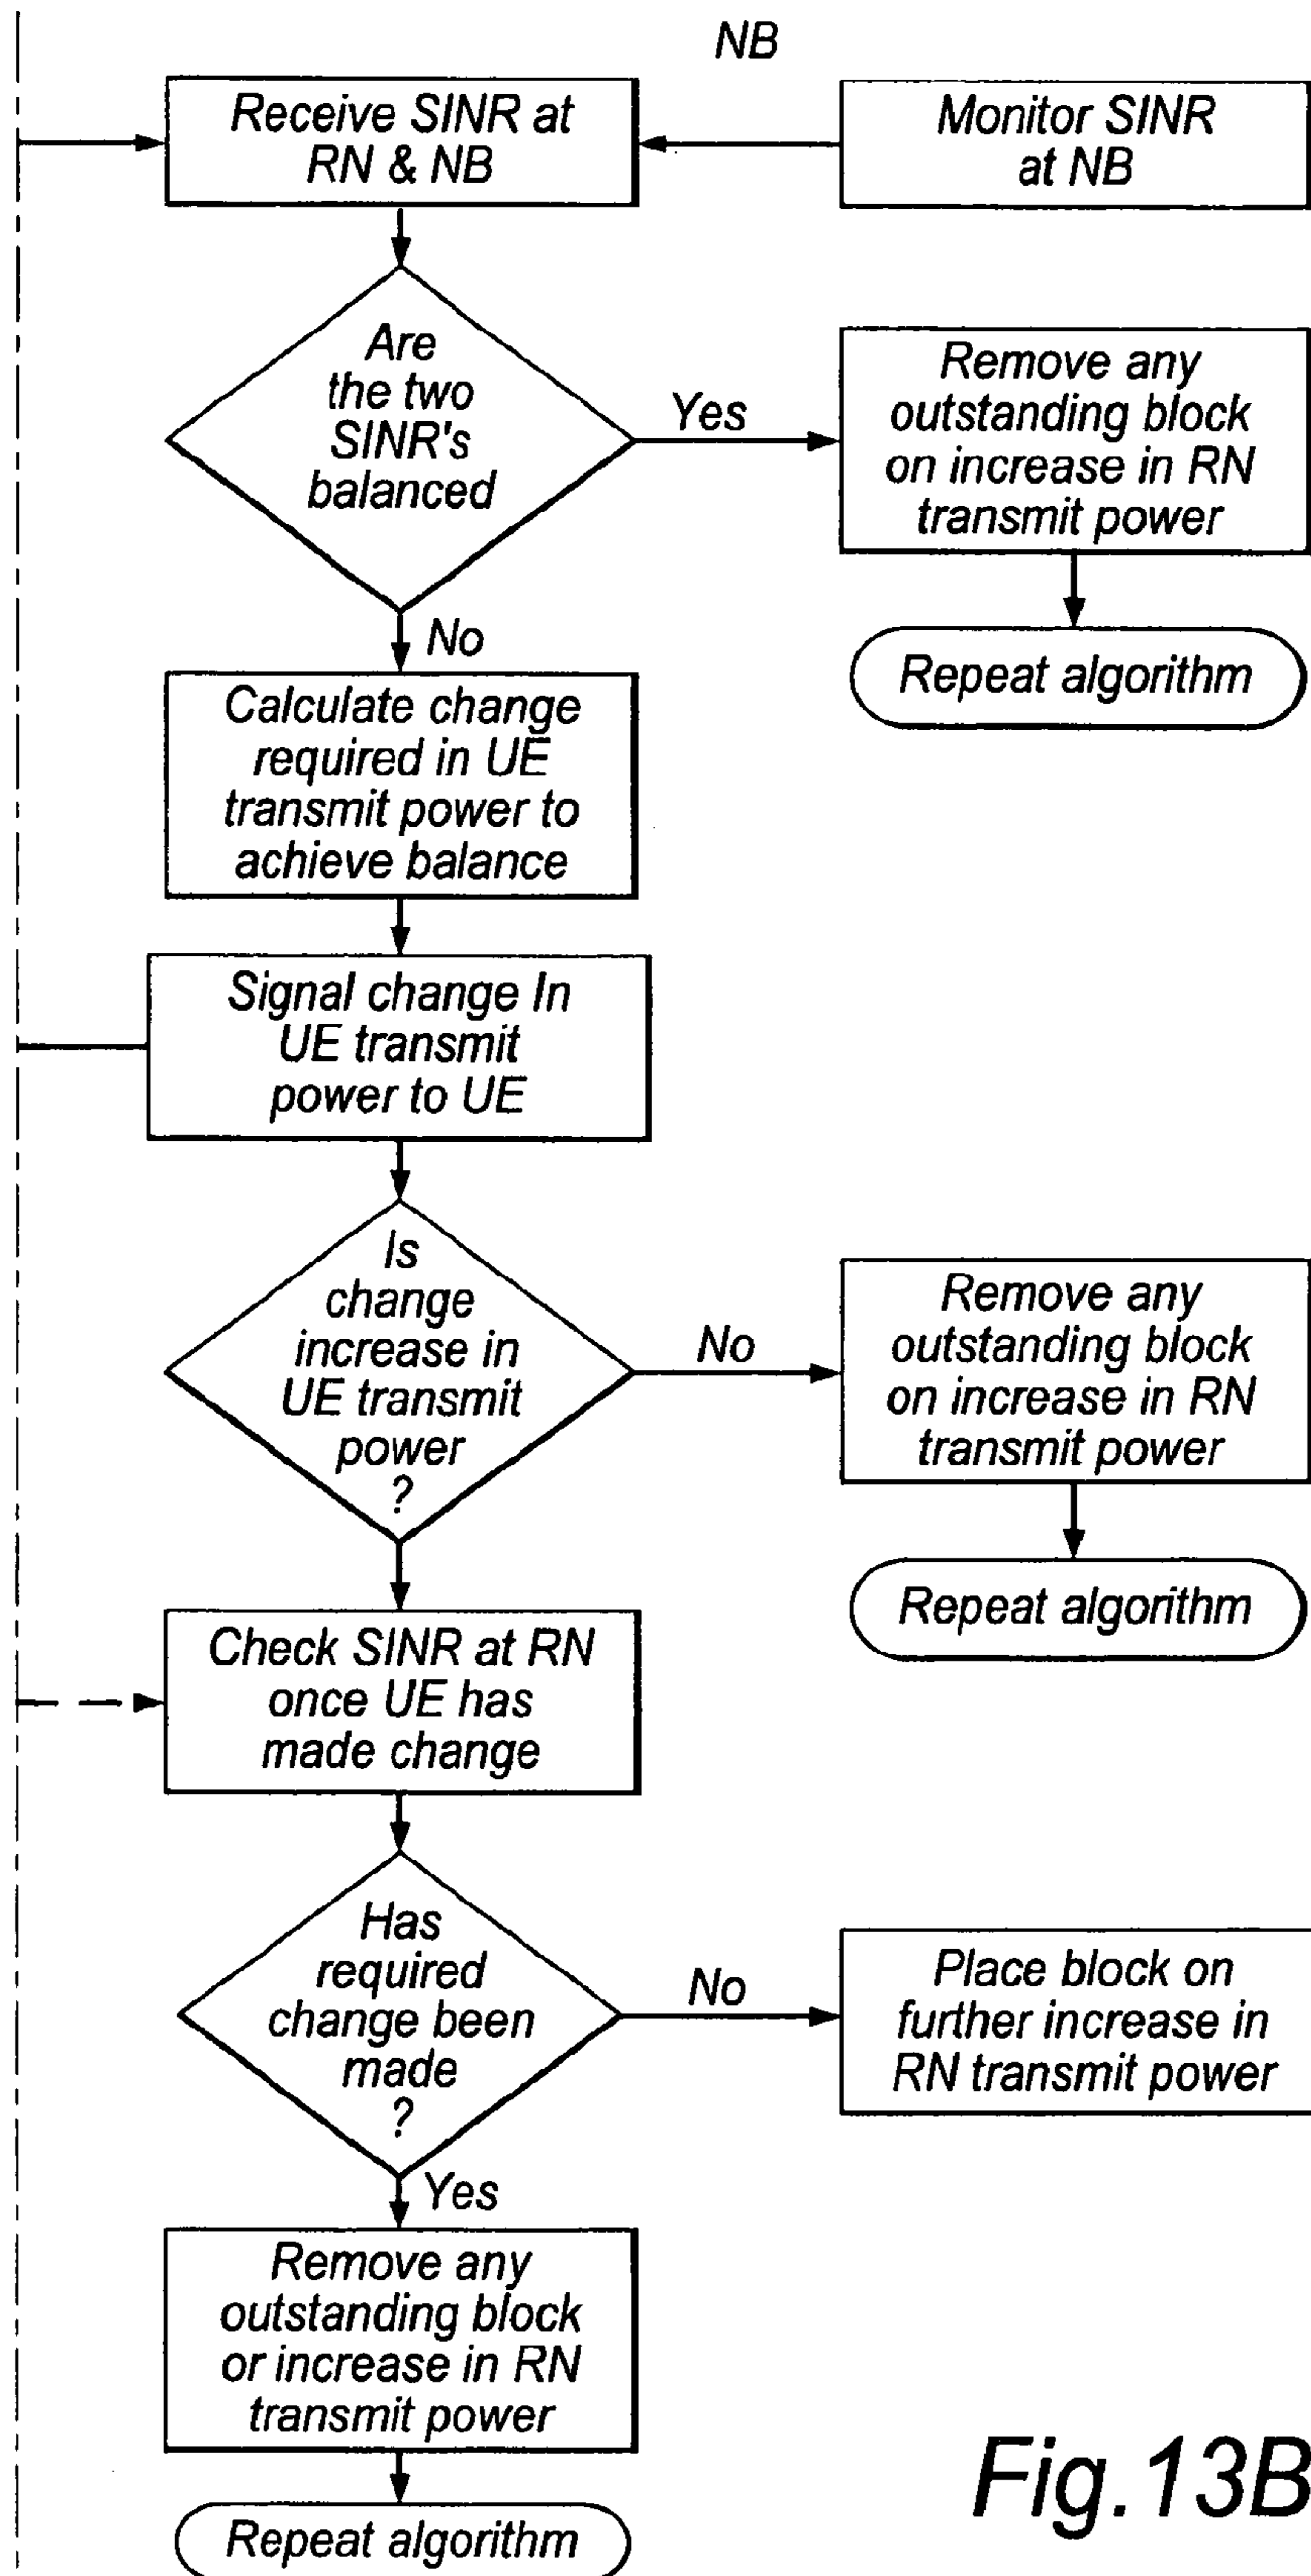 NB
Receive SINR at
RN & NB
Monitor SINR
at NB
Are
the two
SINR's
balanced
Yes
Remove any
outstanding block
on increase in RN
transmit power
Repeat algorithm
No
Calculate change
required in UE
transmit power to
achieve balance
Signal change In
UE transmit
power to UE
Is
change
increase in
UE transmit
power
?
No
Remove any
outstanding block
on increase in RN
transmit power
Repeat algorithm
Check SINR at RN
once UE has
made change
Has
required
change been
made
?
No
Place block on
further increase in
RN transmit power
Yes
Remove any
outstanding block
or increase in RN
transmit power
Repeat algorithm
Fig.13B